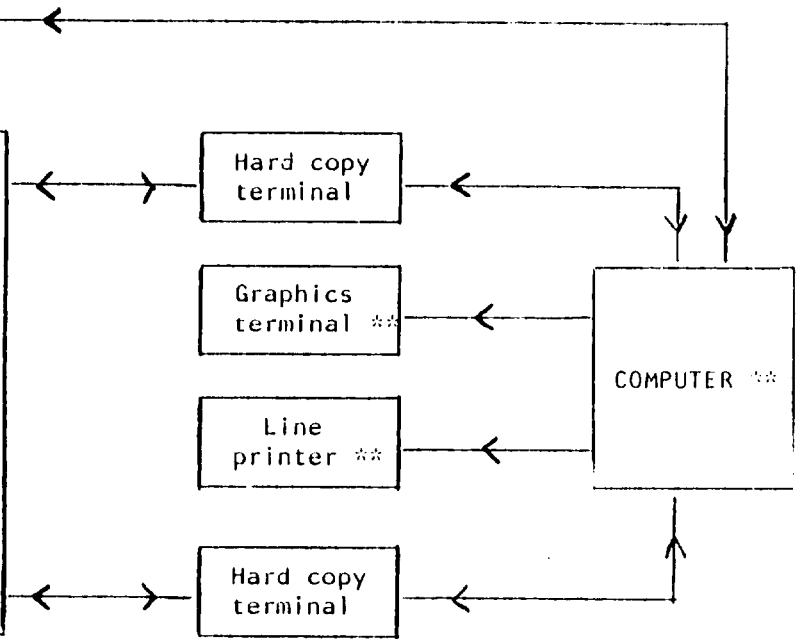 Hard copy
terminal
Graphics
terminal **
COMPUTER **
Line
printer **
Hard copy
terminal